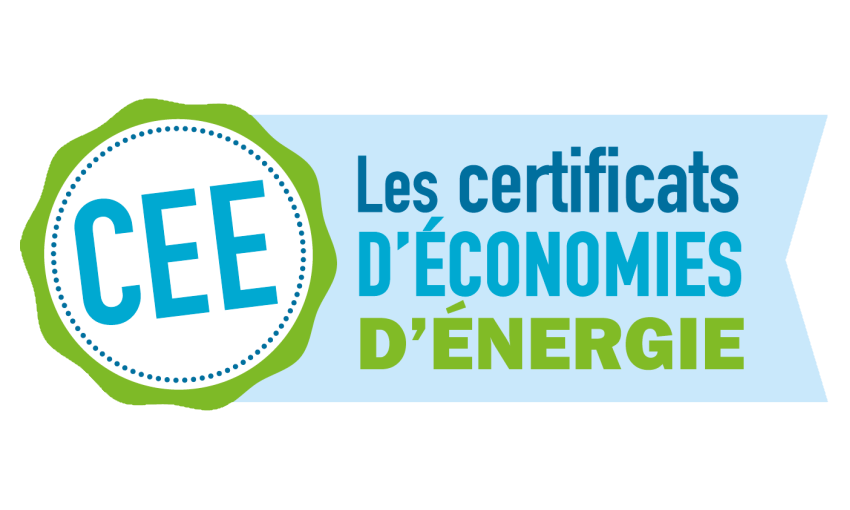 CEE
Les certificats
D'ÉCONOMIES
D'ÉNERGIE